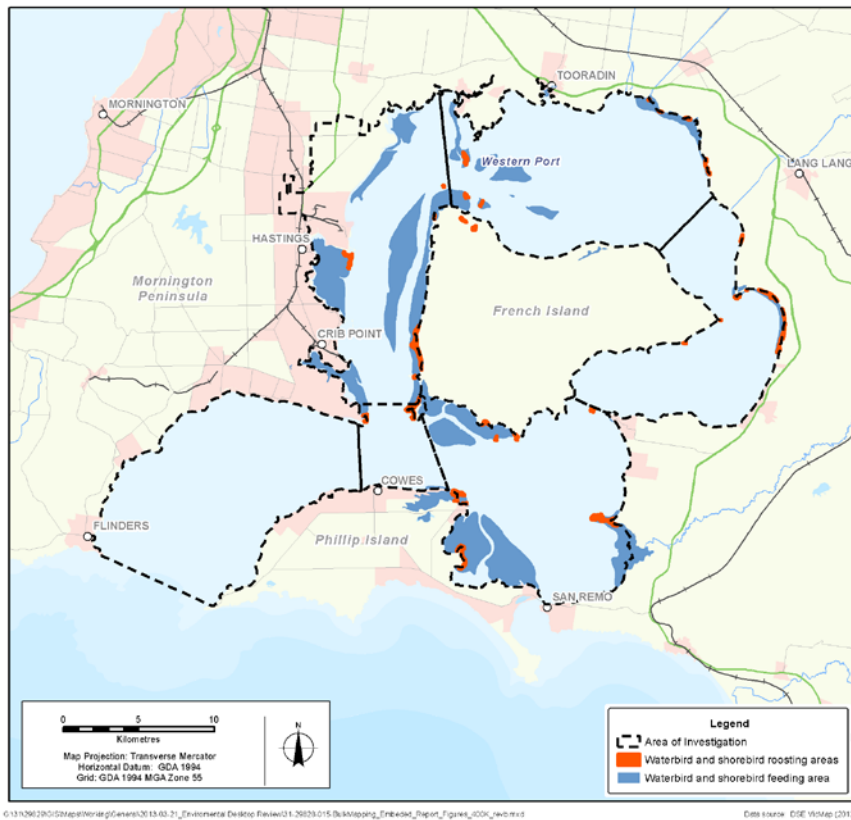 TOORADIN
MORNINGTON
Western Port
LANG LANG
HASTINGS
Mornington
Peninsula
French Island
CRIB POINT
COWES
FLINDERS
Phillip Island
SAN REMO
0 5 10
Kilometres
N
Map Projection: Transverse Mercator
Horizontal Datum: GDA 1994
Grid: GDA 1994 MGA Zone 55
Legend
Area of Investigation
Waterbird and shorebird roosting areas
Waterbird and shorebird feeding area
Data source: DSE VicMap